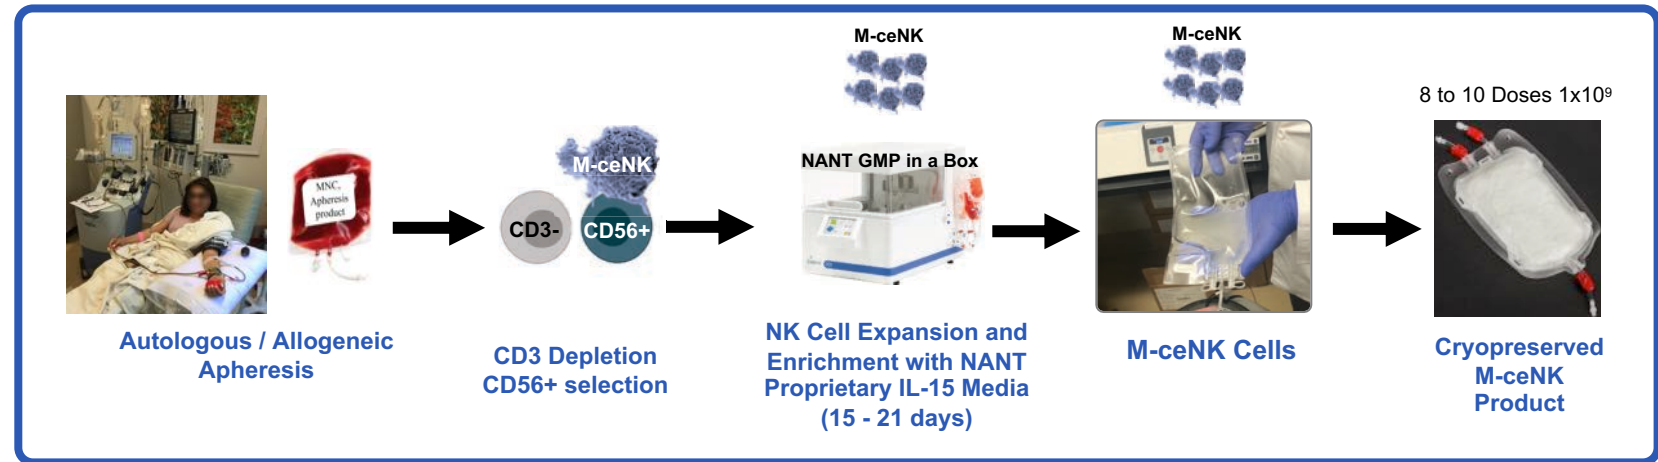 M-ceNK
M-ceNK
8 to 10 Doses 1x10⁹
MNC,
Apheresis
product
M-ceNK
CD3-
CD56+
NANT GMP in a Box
Autologous / Allogeneic
Apheresis
CD3 Depletion
CD56+ selection
NK Cell Expansion and
Enrichment with NANT
Proprietary IL-15 Media
(15 - 21 days)
M-ceNK Cells
Cryopreserved
M-ceNK
Product